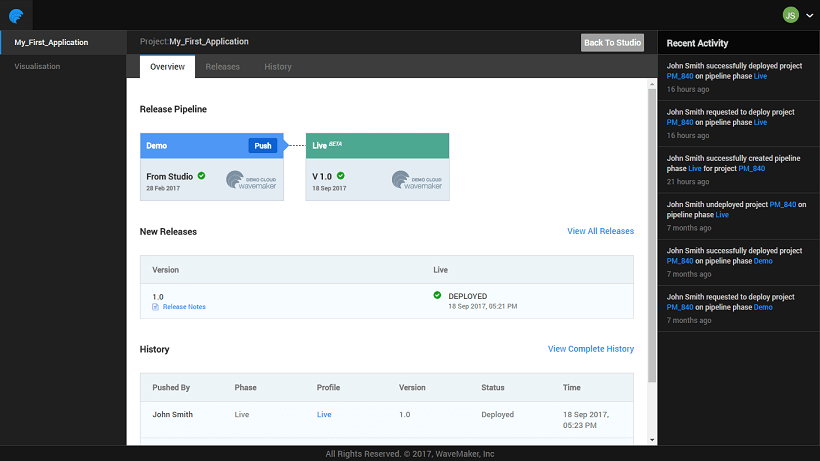 JS
My_First_Application
Visualisation
Project:My_First_Application
Back To Studio
Overview
Releases
History
Release Pipeline
Demo
Push
From Studio
28 Feb 2017
DEMO CLOUD
wavemaker
Live BETA
V 1.0
18 Sep 2017
DEMO CLOUD
wavemaker
New Releases
View All Releases
Version
Live
1.0
Release Notes
DEPLOYED
18 Sep 2017, 05:21 PM
History
View Complete History
Pushed By
Phase
Profile
Version
Status
Time
John Smith
Live
Live
1.0
Deployed
18 Sep 2017,
05:23 PM
Recent Activity
John Smith successfully deployed project
PM_840 on pipeline phase Live
16 hours ago
John Smith requested to deploy project
PM_840 on pipeline phase Live
16 hours ago
John Smith successfully created pipeline
phase Live for project PM_840
21 hours ago
John Smith undeployed project PM_840 on
pipeline phase Live
7 months ago
John Smith successfully deployed project
PM_840 on pipeline phase Demo
7 months ago
John Smith requested to deploy project
PM_840 on pipeline phase Demo
7 months ago
All Rights Reserved. © 2017, WaveMaker, Inc